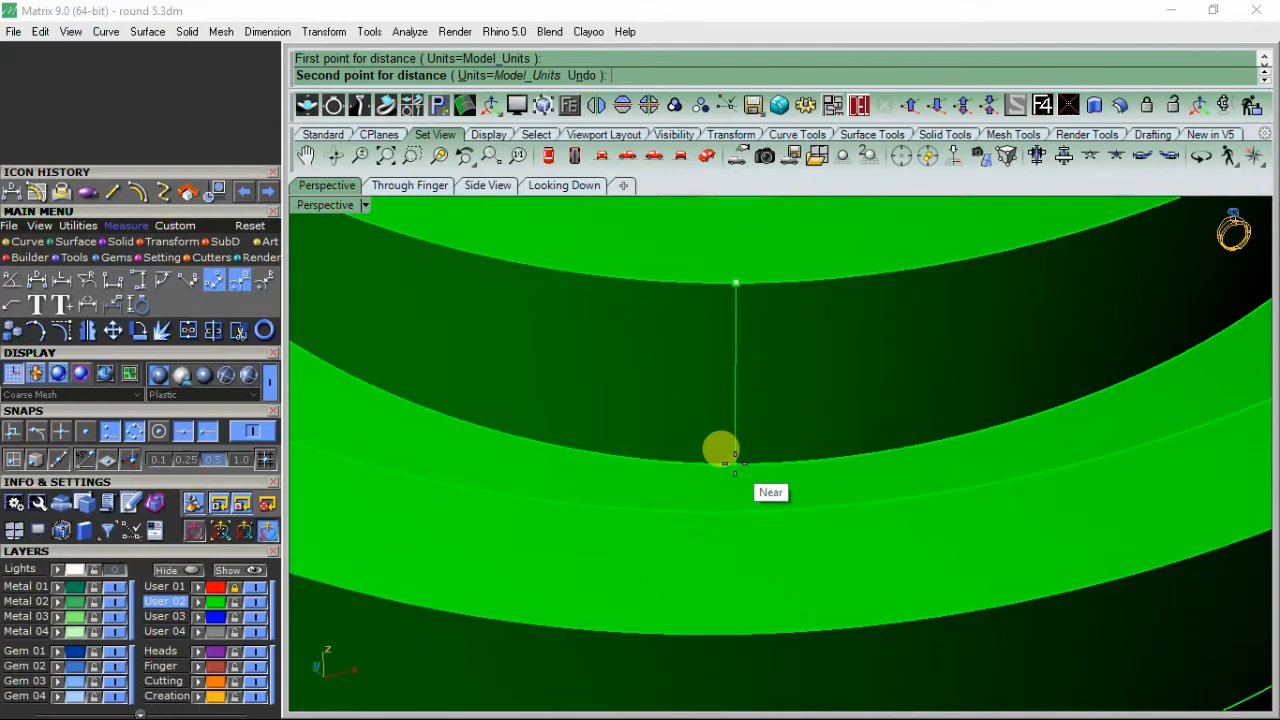 Matrix 9.0 (64-bit) - round 5.3dm
File Edit View Curve Surface Solid Mesh Dimension Transform Tools Analyze Render Rhino 5.0 Blend Clayoo Help
First point for distance ( Units=Model_Units ):
Second point for distance ( Units=Model_Units Undo ):
Standard CPlanes Set View Display Select Viewport Layout Visibility Transform Curve Tools Surface Tools Solid Tools Mesh Tools Render Tools Drafting New in V5
Perspective Through Finger Side View Looking Down
Perspective
ICON HISTORY
MAIN MENU
File View Utilities Measure Custom Reset
Curve Surface Solid Transform SubD Art
Builder Tools Gems Setting Cutters Render
DISPLAY
Coarse Mesh Plastic
SNAPS
0.1 0.25 0.5 1.0
INFO & SETTINGS
LAYERS
Lights Hide Show
Metal 01 User 01
Metal 02 User 02
Metal 03 User 03
Metal 04 User 04
Gem 01 Heads
Gem 02 Finger
Gem 03 Cutting
Gem 04 Creation
Near
z
y
x